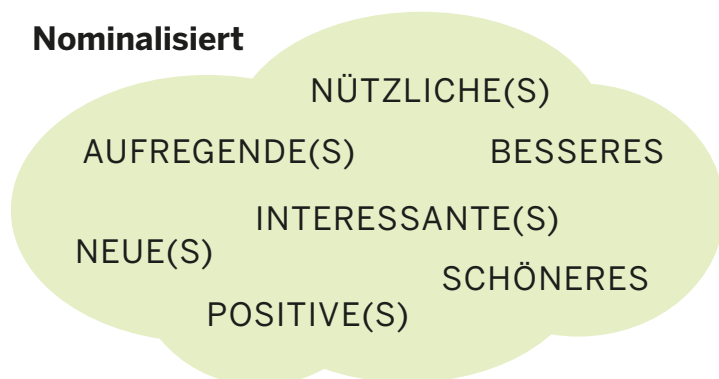 Nominalisiert
NÜTZLICHE(S)
AUFREGENDE(S)
BESSERES
INTERESSANTE(S)
NEUE(S)
SCHÖNERES
POSITIVE(S)